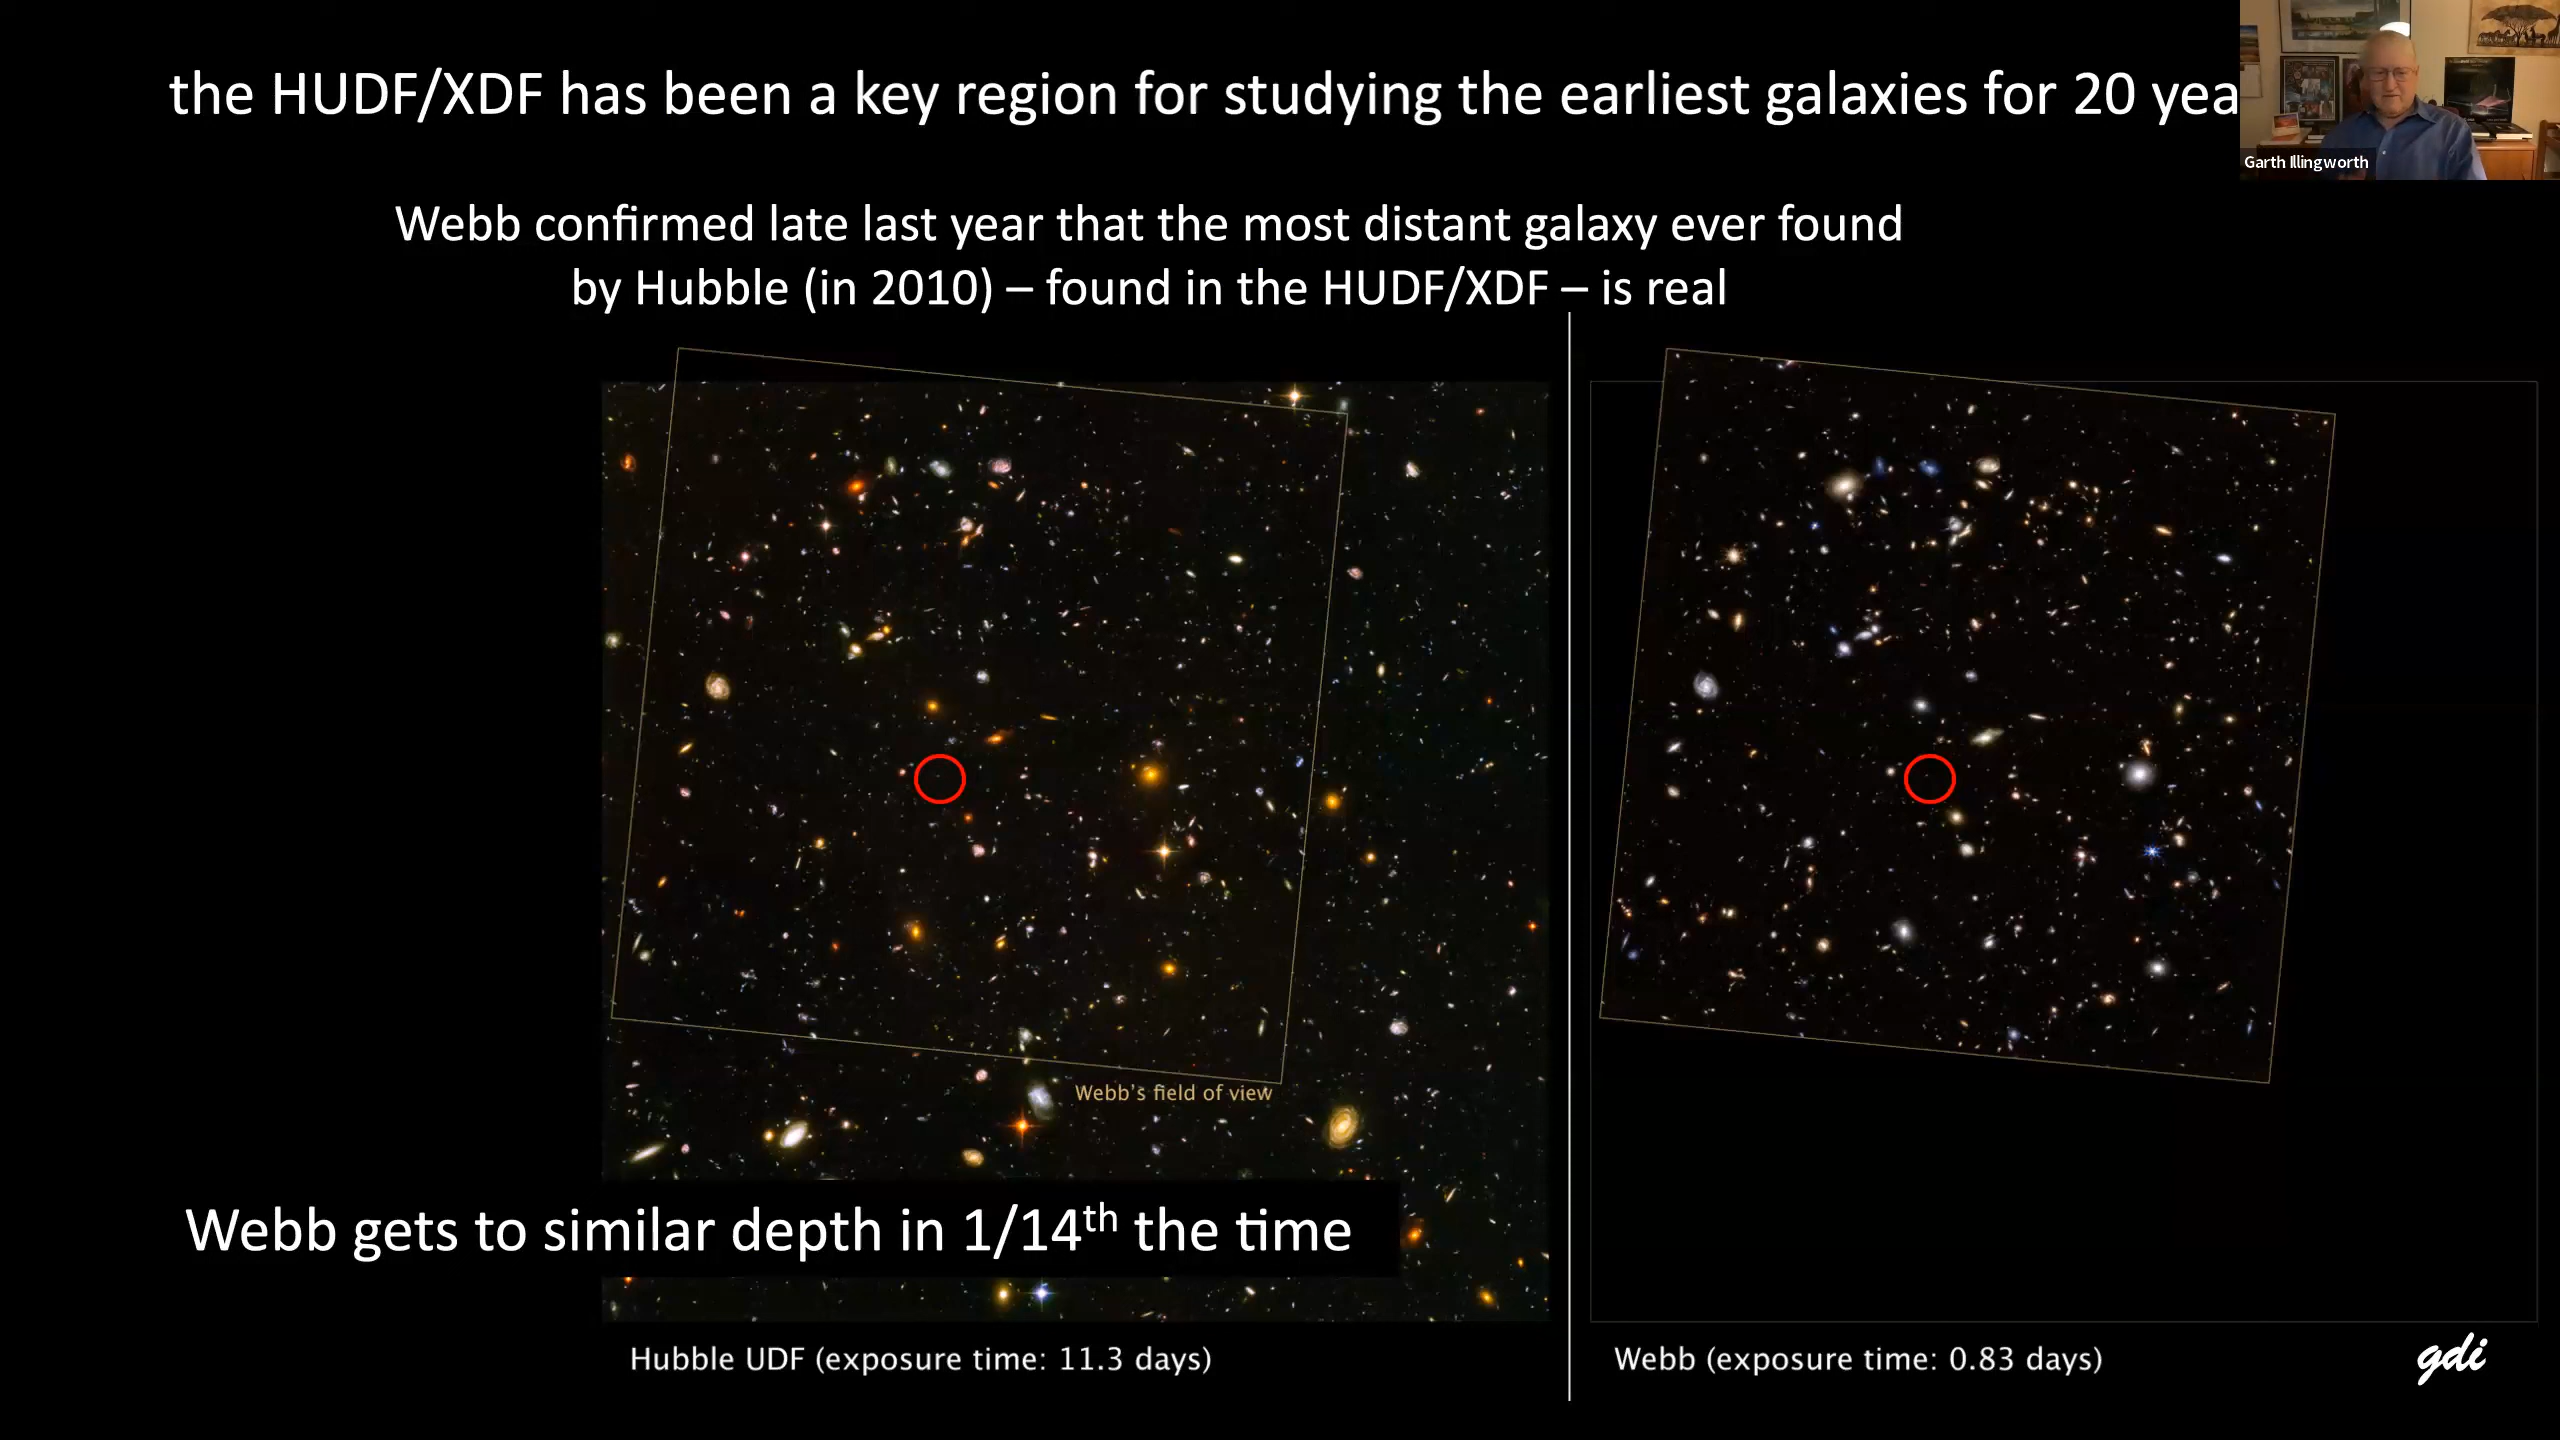 the HUDF/XDF has been a key region for studying the earliest galaxies for 20 yea
Garth Illingworth
Webb confirmed late last year that the most distant galaxy ever found
by Hubble (in 2010) – found in the HUDF/XDF – is real
Webb's field of view
Webb gets to similar depth in 1/14th the time
Hubble UDF (exposure time: 11.3 days)
Webb (exposure time: 0.83 days)
gdi